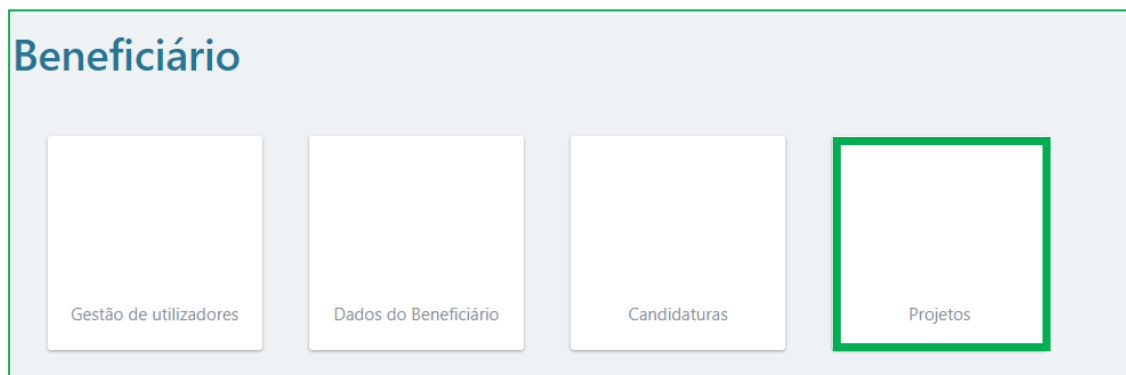 Beneficiário
Gestão de utilizadores
Dados do Beneficiário
Candidaturas
Projetos